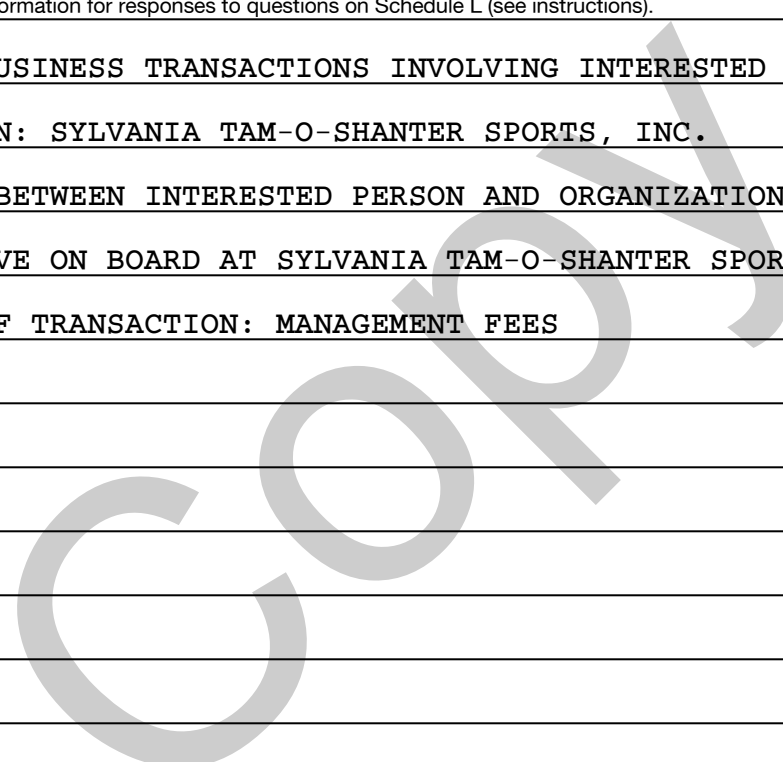 ormation for responses to questions on Schedule L (see instructions).
USINESS TRANSACTIONS INVOLVING INTERESTED
N: SYLVANIA TAM-O-SHANTER SPORTS, INC.
BETWEEN INTERESTED PERSON AND ORGANIZATION
VE ON BOARD AT SYLVANIA TAM-O-SHANTER SPOR
F TRANSACTION: MANAGEMENT FEES
Copy